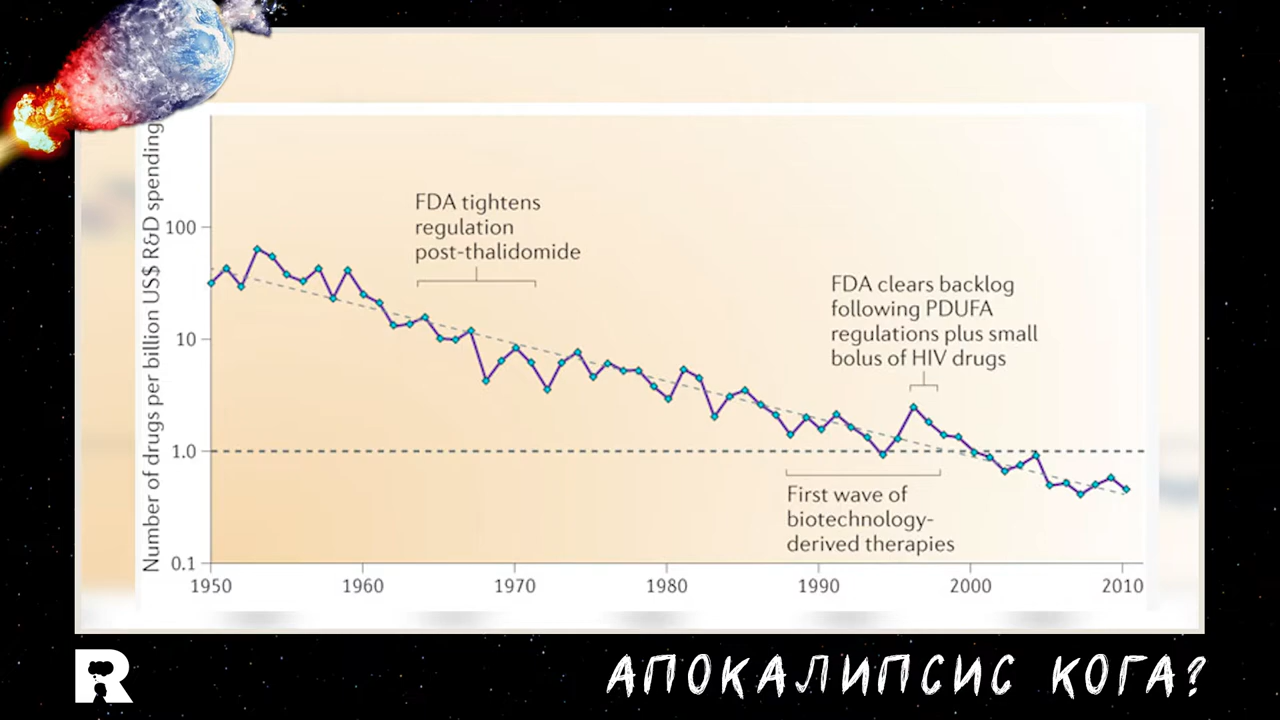 Number of drugs per billion US$ R&D spending
100
10
1.0
0.1
FDA tightens
regulation
post-thalidomide
FDA clears backlog
following PDUFA
regulations plus small
bolus of HIV drugs
First wave of
biotechnology-
derived therapies
1950 1960 1970 1980 1990 2000 2010
R
АПОКАЛИПСИС КОГА?